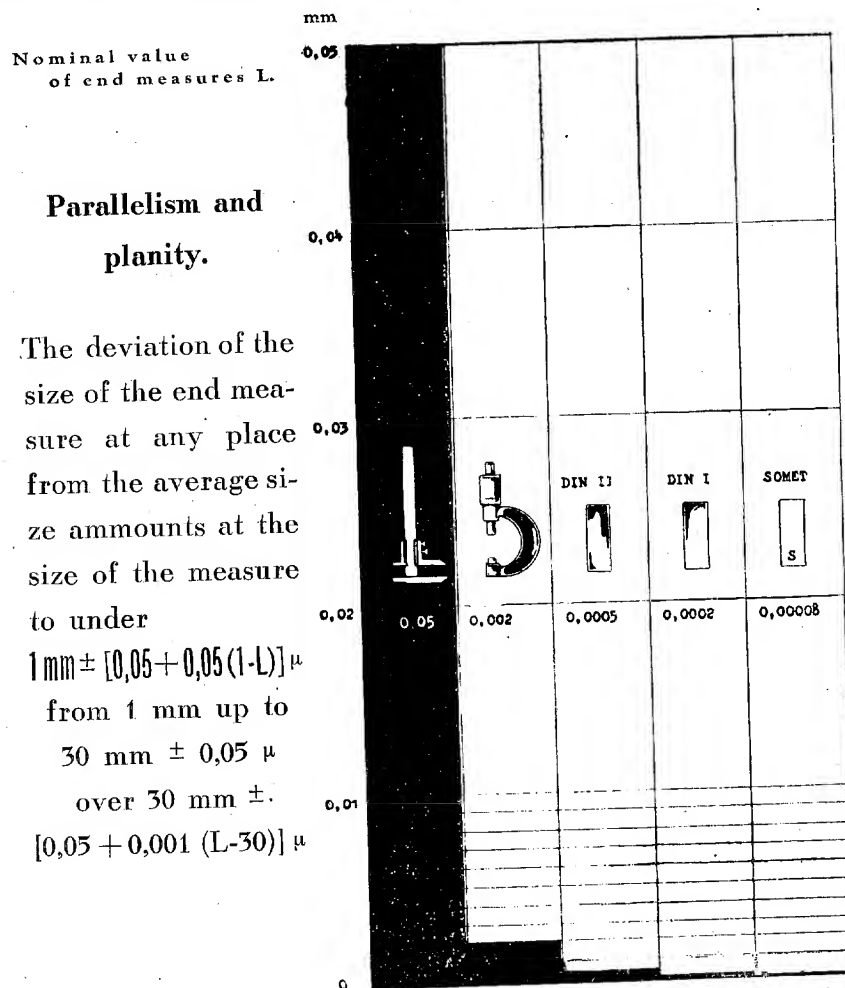 Nominal value
of end measures L.
Parallelism and
planity.
The deviation of the
size of the end mea-
sure at any place
from the average si-
ze ammounts at the
size of the measure
to under
1 mm ± [0,05+0,05(1-L)] μ
from 1 mm up to
30 mm ± 0,05 μ
over 30 mm ±.
[0,05 + 0,001 (L-30)] μ
mm
0,05
0,04
0,03
0,02
0,01
0
DIN II DIN I SOMET
S
0.05 0,002 0,0005 0,0002 0,00008